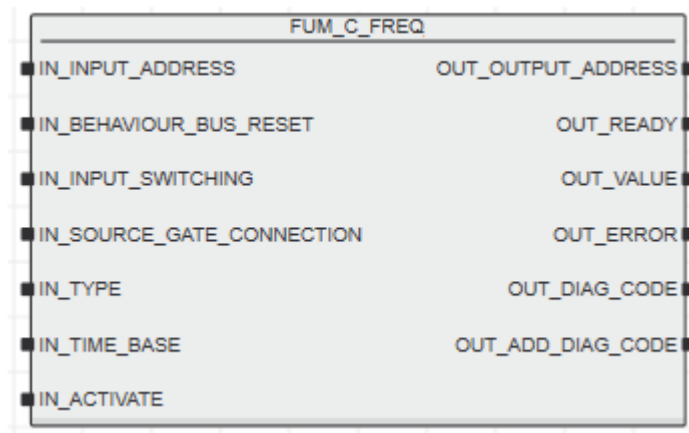 FUM_C_FREQ
IN_INPUT_ADDRESS OUT_OUTPUT_ADDRESS
IN_BEHAVIOUR_BUS_RESET OUT_READY
IN_INPUT_SWITCHING OUT_VALUE
IN_SOURCE_GATE_CONNECTION OUT_ERROR
IN_TYPE OUT_DIAG_CODE
IN_TIME_BASE OUT_ADD_DIAG_CODE
IN_ACTIVATE